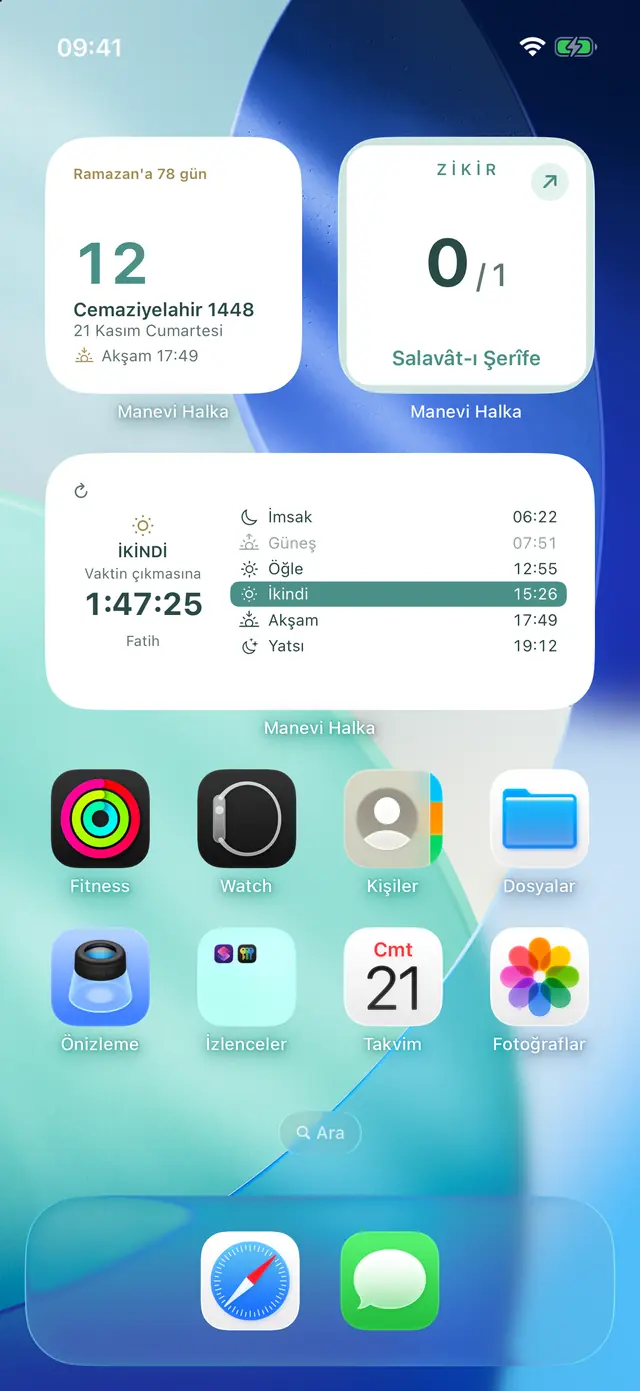 09:41
Ramazan'a 78 gün
12
Cemaziyelahir 1448
21 Kasım Cumartesi
Akşam 17:49
Manevi Halka
ZİKİR
0 / 1
Salavât-ı Şerîfe
Manevi Halka
İKİNDİ
Vaktin çıkmasına
1:47:25
Fatih
İmsak 06:22
Güneş 07:51
Öğle 12:55
İkindi 15:26
Akşam 17:49
Yatsı 19:12
Manevi Halka
Fitness
Watch
Kişiler
Dosyalar
Önizleme
İzlenceler
Cmt
21
Takvim
Fotoğraflar
Ara